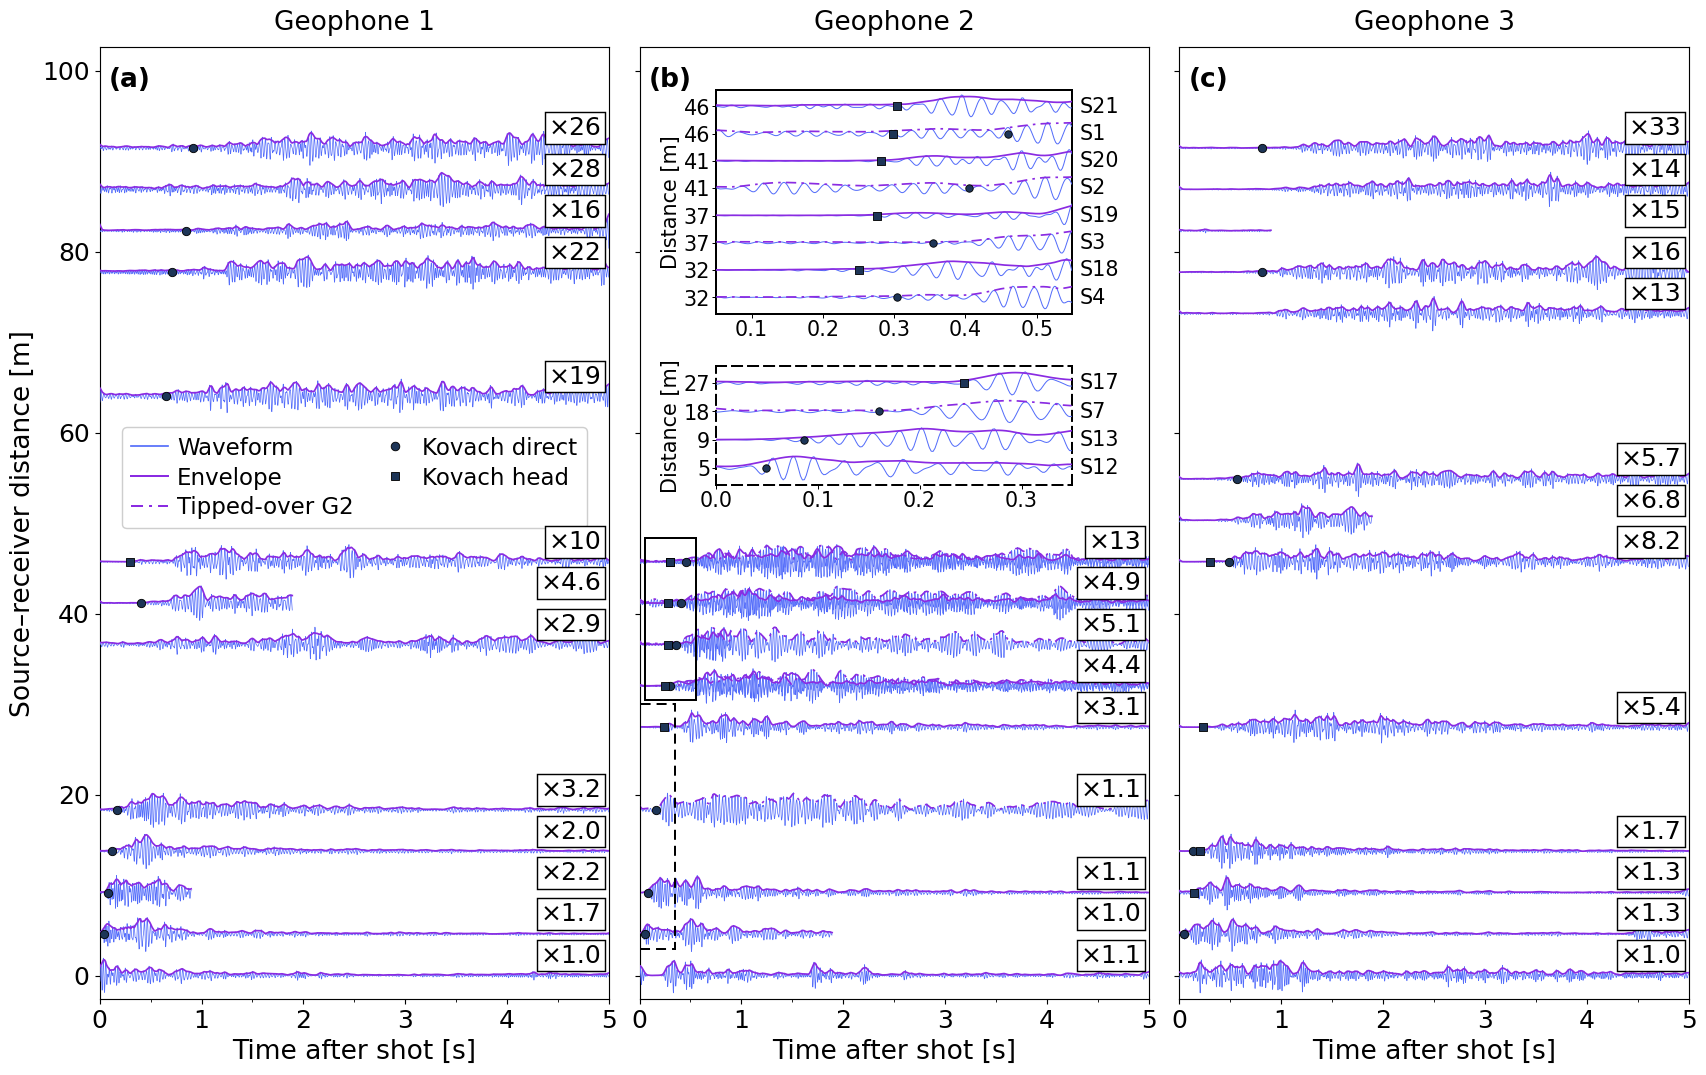 Geophone 1
Geophone 2
Geophone 3
Source–receiver distance [m]
100
80
60
40
20
0
(a)
×26
×28
×16
×22
×19
Waveform
Envelope
Tipped-over G2
Kovach direct
Kovach head
×10
×4.6
×2.9
×3.2
×2.0
×2.2
×1.7
×1.0
0 1 2 3 4 5
Time after shot [s]
(b)
Distance [m]
46 S21
46 S1
41 S20
41 S2
37 S19
37 S3
32 S18
32 S4
0.1 0.2 0.3 0.4 0.5
Distance [m]
27 S17
18 S7
9 S13
5 S12
0.0 0.1 0.2 0.3
×13
×4.9
×5.1
×4.4
×3.1
×1.1
×1.1
×1.0
×1.1
0 1 2 3 4 5
Time after shot [s]
(c)
×33
×14
×15
×16
×13
×5.7
×6.8
×8.2
×5.4
×1.7
×1.3
×1.3
×1.0
0 1 2 3 4 5
Time after shot [s]